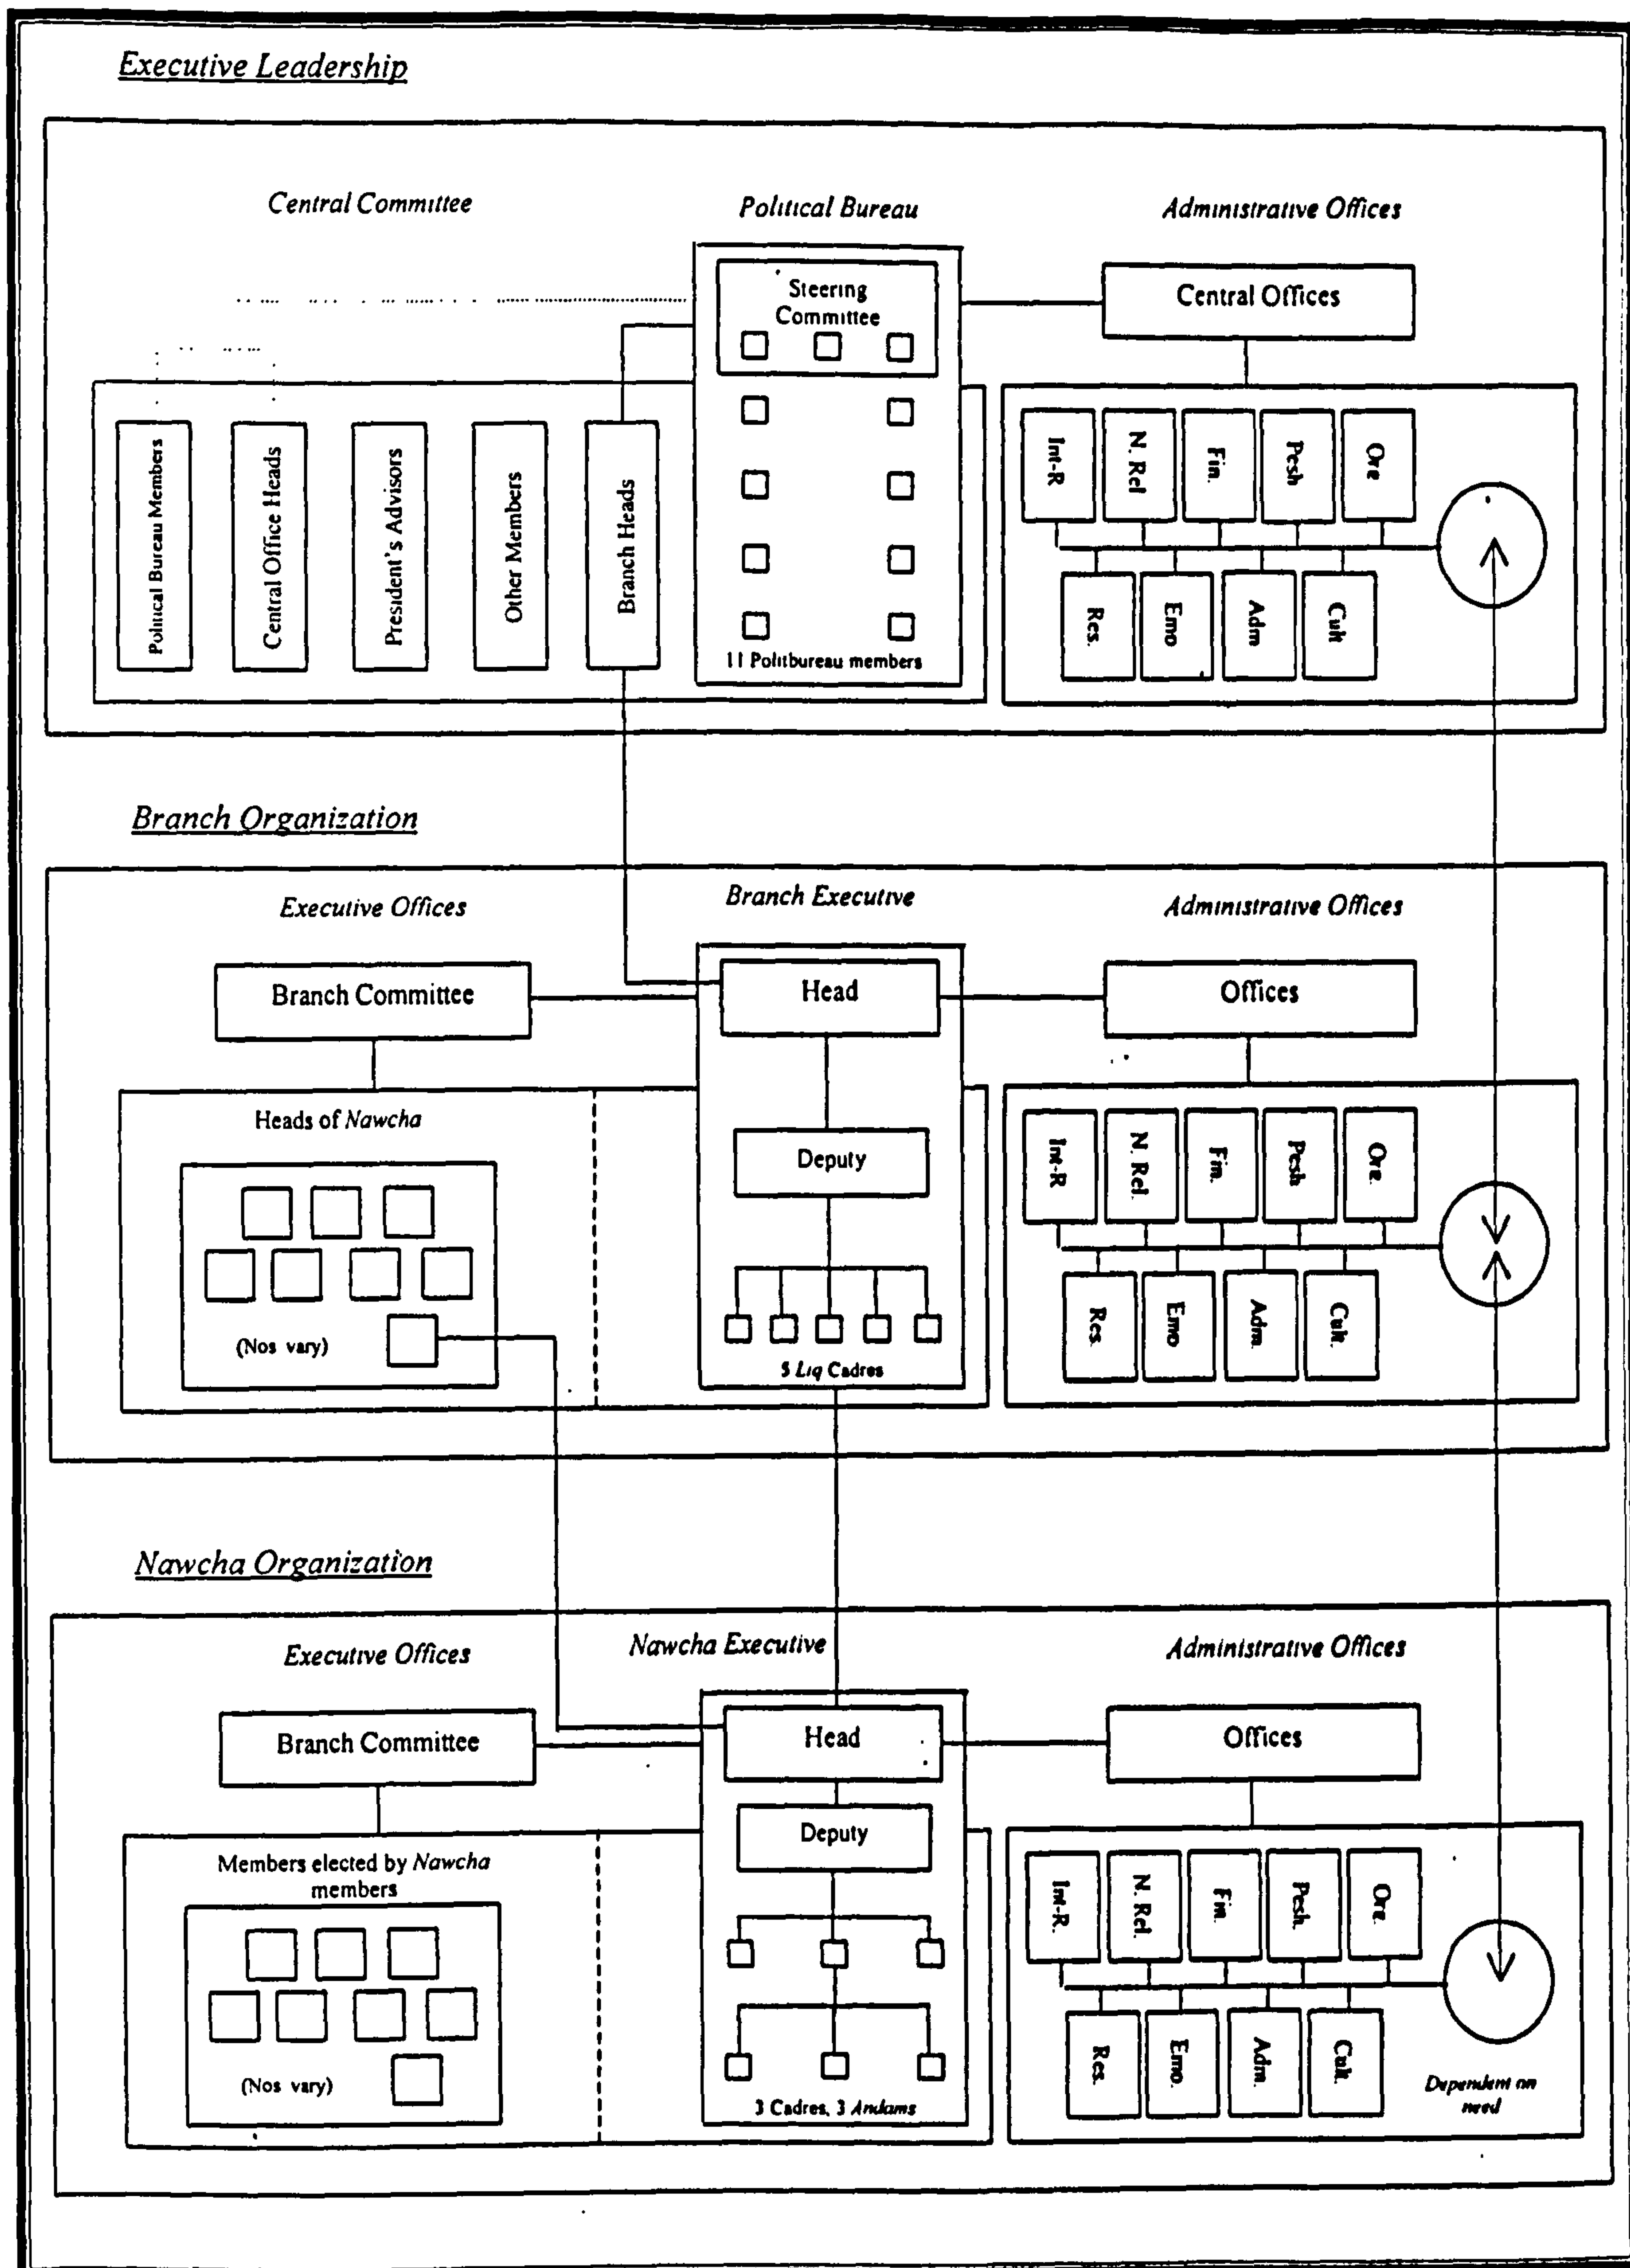 Executive Leadership
Central Committee
Political Bureau
Administrative Offices
Steering
Committee
Central Offices
Political Bureau Members
Central Office Heads
President's Advisors
Other Members
Branch Heads
11 Politbureau members
Int-R
N. Rel
Fin.
Pesh
Ore
Res.
Emo
Adm
Cult
Branch Organization
Executive Offices
Branch Executive
Administrative Offices
Branch Committee
Head
Offices
Heads of Nawcha
Deputy
(Nos vary)
5 Liq Cadres
Int-R
N. Rel.
Fin.
Pesh
Ore.
Res.
Emo
Adm.
Cult.
Nawcha Organization
Executive Offices
Nawcha Executive
Administrative Offices
Branch Committee
Head
Offices
Members elected by Nawcha
members
Deputy
(Nos vary)
3 Cadres, 3 Andams
Int-R.
N. Rel.
Fin.
Pesh.
Ore.
Res.
Emo.
Adm.
Cult.
Dependent on
need